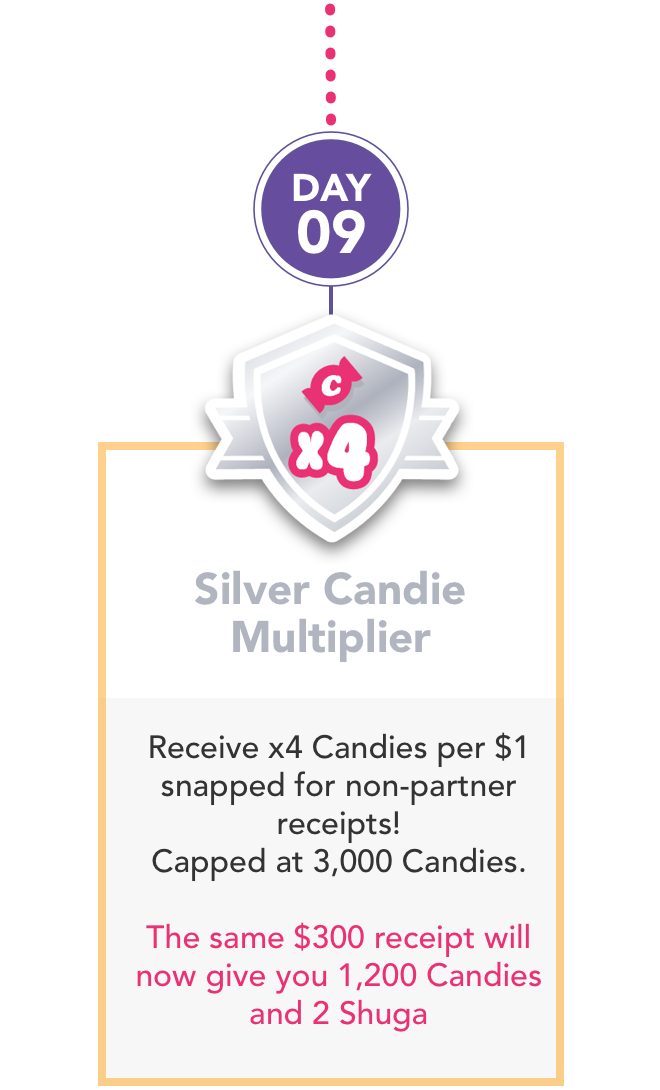 DAY
09
c
x4
Silver Candie
Multiplier
Receive x4 Candies per $1
snapped for non-partner
receipts!
Capped at 3,000 Candies.
The same $300 receipt will
now give you 1,200 Candies
and 2 Shuga